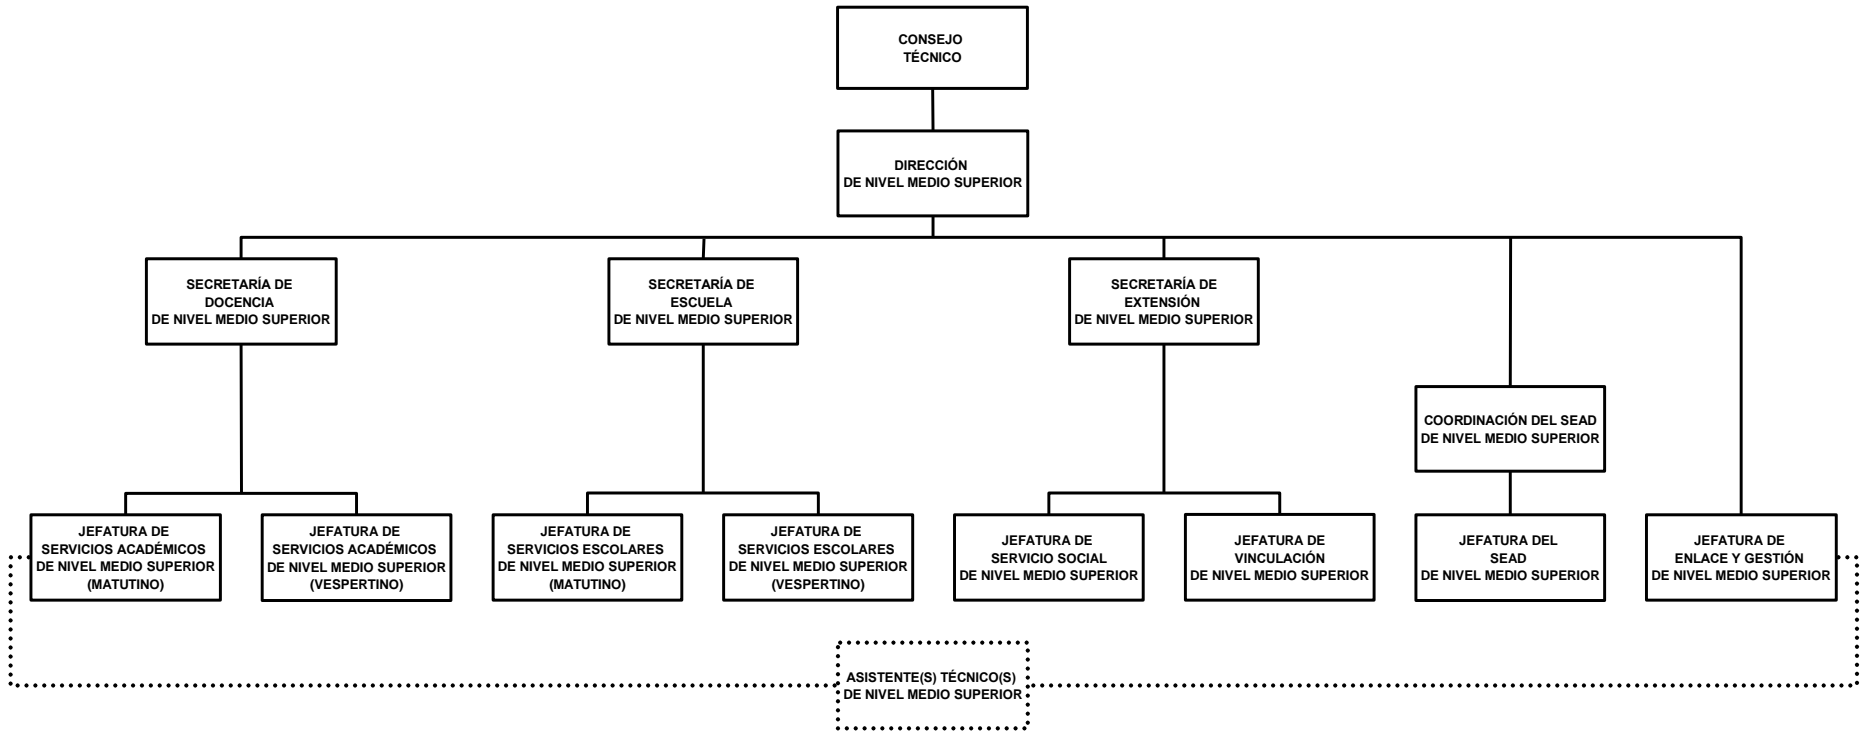 CONSEJO
TÉCNICO
DIRECCIÓN
DE NIVEL MEDIO SUPERIOR
SECRETARÍA DE
DOCENCIA
DE NIVEL MEDIO SUPERIOR
SECRETARÍA DE
ESCUELA
DE NIVEL MEDIO SUPERIOR
SECRETARÍA DE
EXTENSIÓN
DE NIVEL MEDIO SUPERIOR
COORDINACIÓN DEL SEAD
DE NIVEL MEDIO SUPERIOR
JEFATURA DE
SERVICIOS ACADÉMICOS
DE NIVEL MEDIO SUPERIOR
(MATUTINO)
JEFATURA DE
SERVICIOS ACADÉMICOS
DE NIVEL MEDIO SUPERIOR
(VESPERTINO)
JEFATURA DE
SERVICIOS ESCOLARES
DE NIVEL MEDIO SUPERIOR
(MATUTINO)
JEFATURA DE
SERVICIOS ESCOLARES
DE NIVEL MEDIO SUPERIOR
(VESPERTINO)
JEFATURA DE
SERVICIO SOCIAL
DE NIVEL MEDIO SUPERIOR
JEFATURA DE
VINCULACIÓN
DE NIVEL MEDIO SUPERIOR
JEFATURA DEL
SEAD
DE NIVEL MEDIO SUPERIOR
JEFATURA DE
ENLACE Y GESTIÓN
DE NIVEL MEDIO SUPERIOR
ASISTENTE(S) TÉCNICO(S)
DE NIVEL MEDIO SUPERIOR